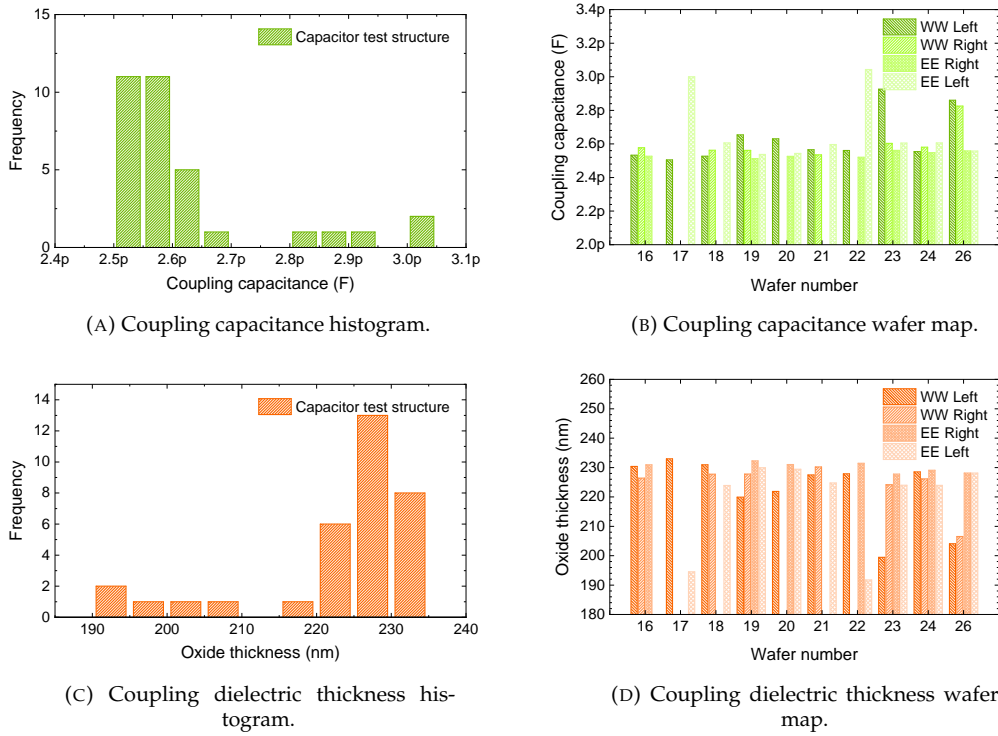 15
10
5
0
Frequency
Capacitor test structure
2.4p 2.5p 2.6p 2.7p 2.8p 2.9p 3.0p 3.1p
Coupling capacitance (F)
(A) Coupling capacitance histogram.
3.4p
3.2p
3.0p
2.8p
2.6p
2.4p
2.2p
2.0p
Coupling capacitance (F)
WW Left
WW Right
EE Right
EE Left
16 17 18 19 20 21 22 23 24 26
Wafer number
(B) Coupling capacitance wafer map.
14
12
10
8
6
4
2
0
Frequency
Capacitor test structure
190 200 210 220 230 240
Oxide thickness (nm)
(C) Coupling dielectric thickness his-
togram.
260
250
240
230
220
210
200
190
180
Oxide thickness (nm)
WW Left
WW Right
EE Right
EE Left
16 17 18 19 20 21 22 23 24 26
Wafer number
(D) Coupling dielectric thickness wafer
map.